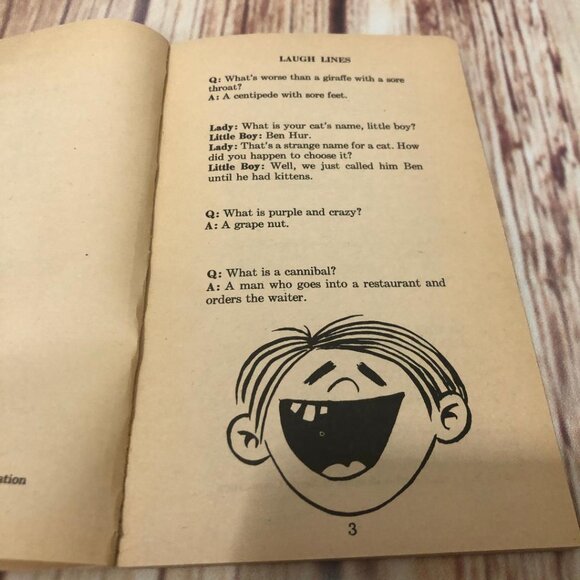 LAUGH LINES
Q: What's worse than a giraffe with a sore
throat?
A: A centipede with sore feet.
Lady: What is your cat's name, little boy?
Little Boy: Ben Hur.
Lady: That's a strange name for a cat. How
did you happen to choose it?
Little Boy: Well, we just called him Ben
until he had kittens.
Q: What is purple and crazy?
A: A grape nut.
Q: What is a cannibal?
A: A man who goes into a restaurant and
orders the waiter.
3